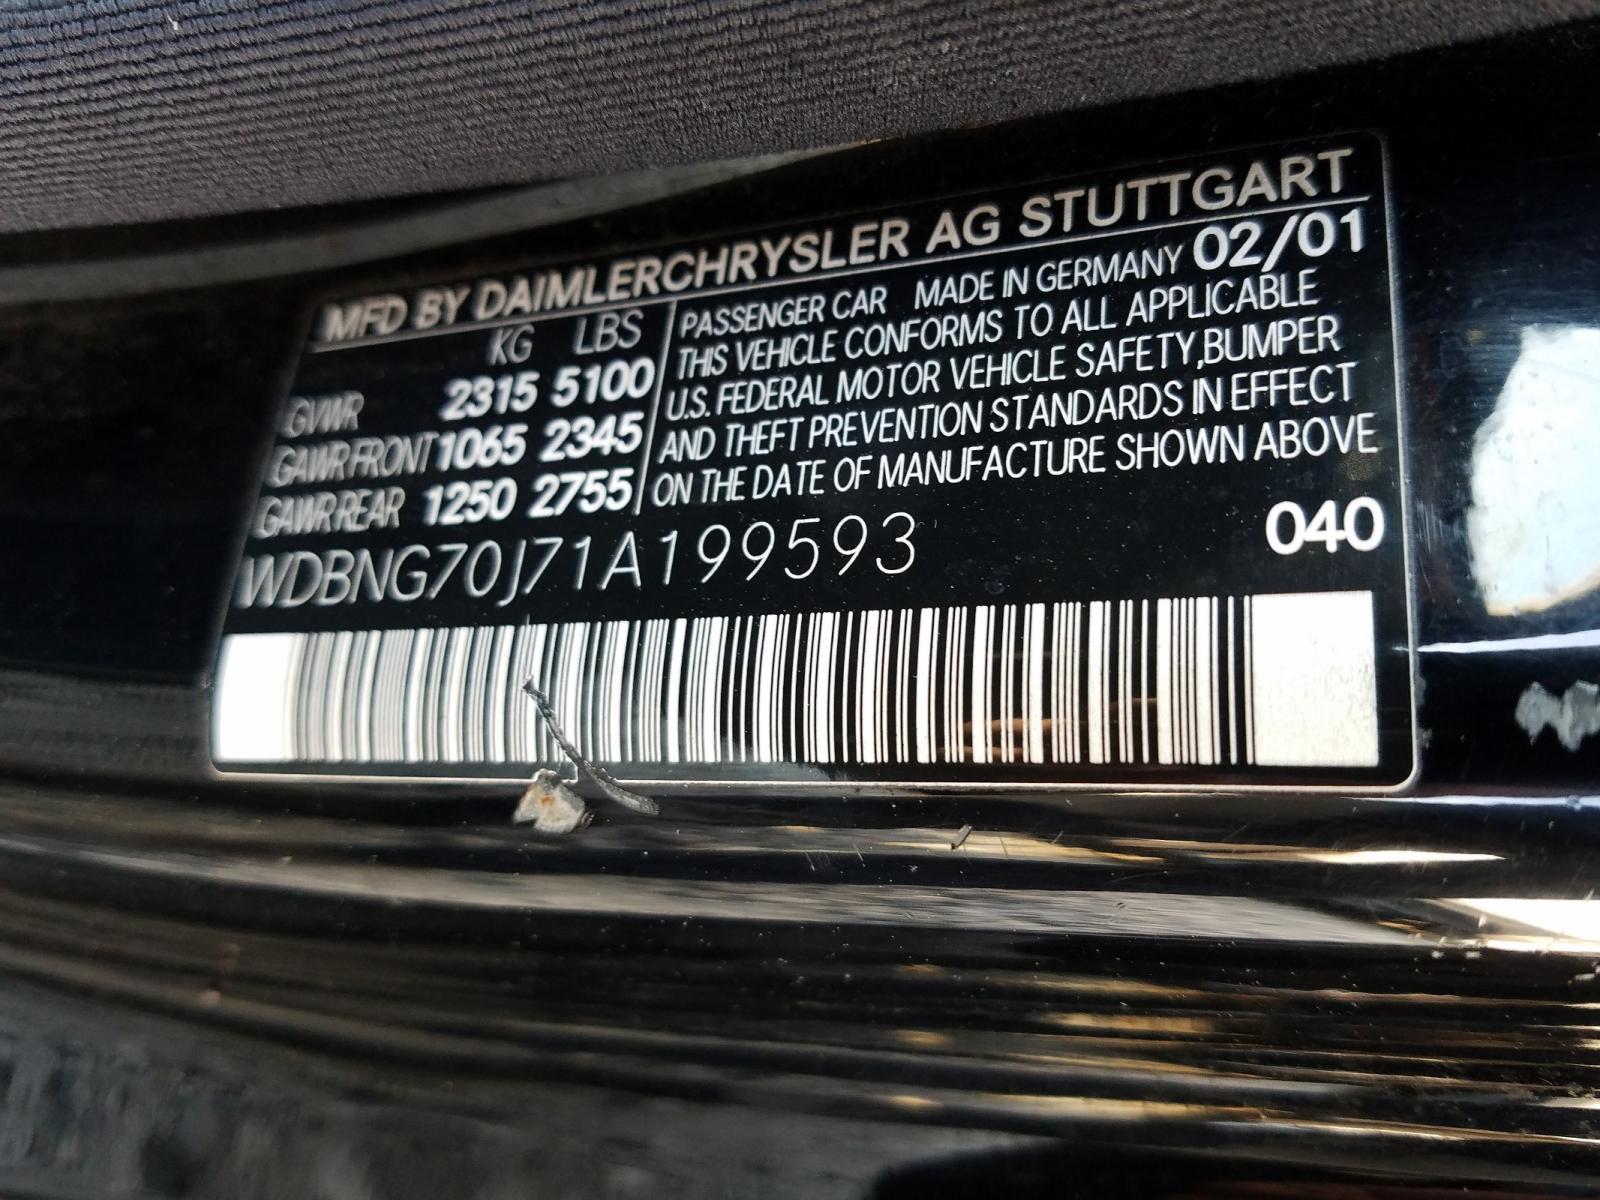 MFD BY DAIMLERCHRYSLER AG STUTTGART
KG LBS
GVWR 2315 5100
GAWR FRONT 1065 2345
GAWR REAR 1250 2755
PASSENGER CAR MADE IN GERMANY 02/01
THIS VEHICLE CONFORMS TO ALL APPLICABLE
U.S. FEDERAL MOTOR VEHICLE SAFETY,BUMPER
AND THEFT PREVENTION STANDARDS IN EFFECT
ON THE DATE OF MANUFACTURE SHOWN ABOVE
WDBNG70J71A199593 040